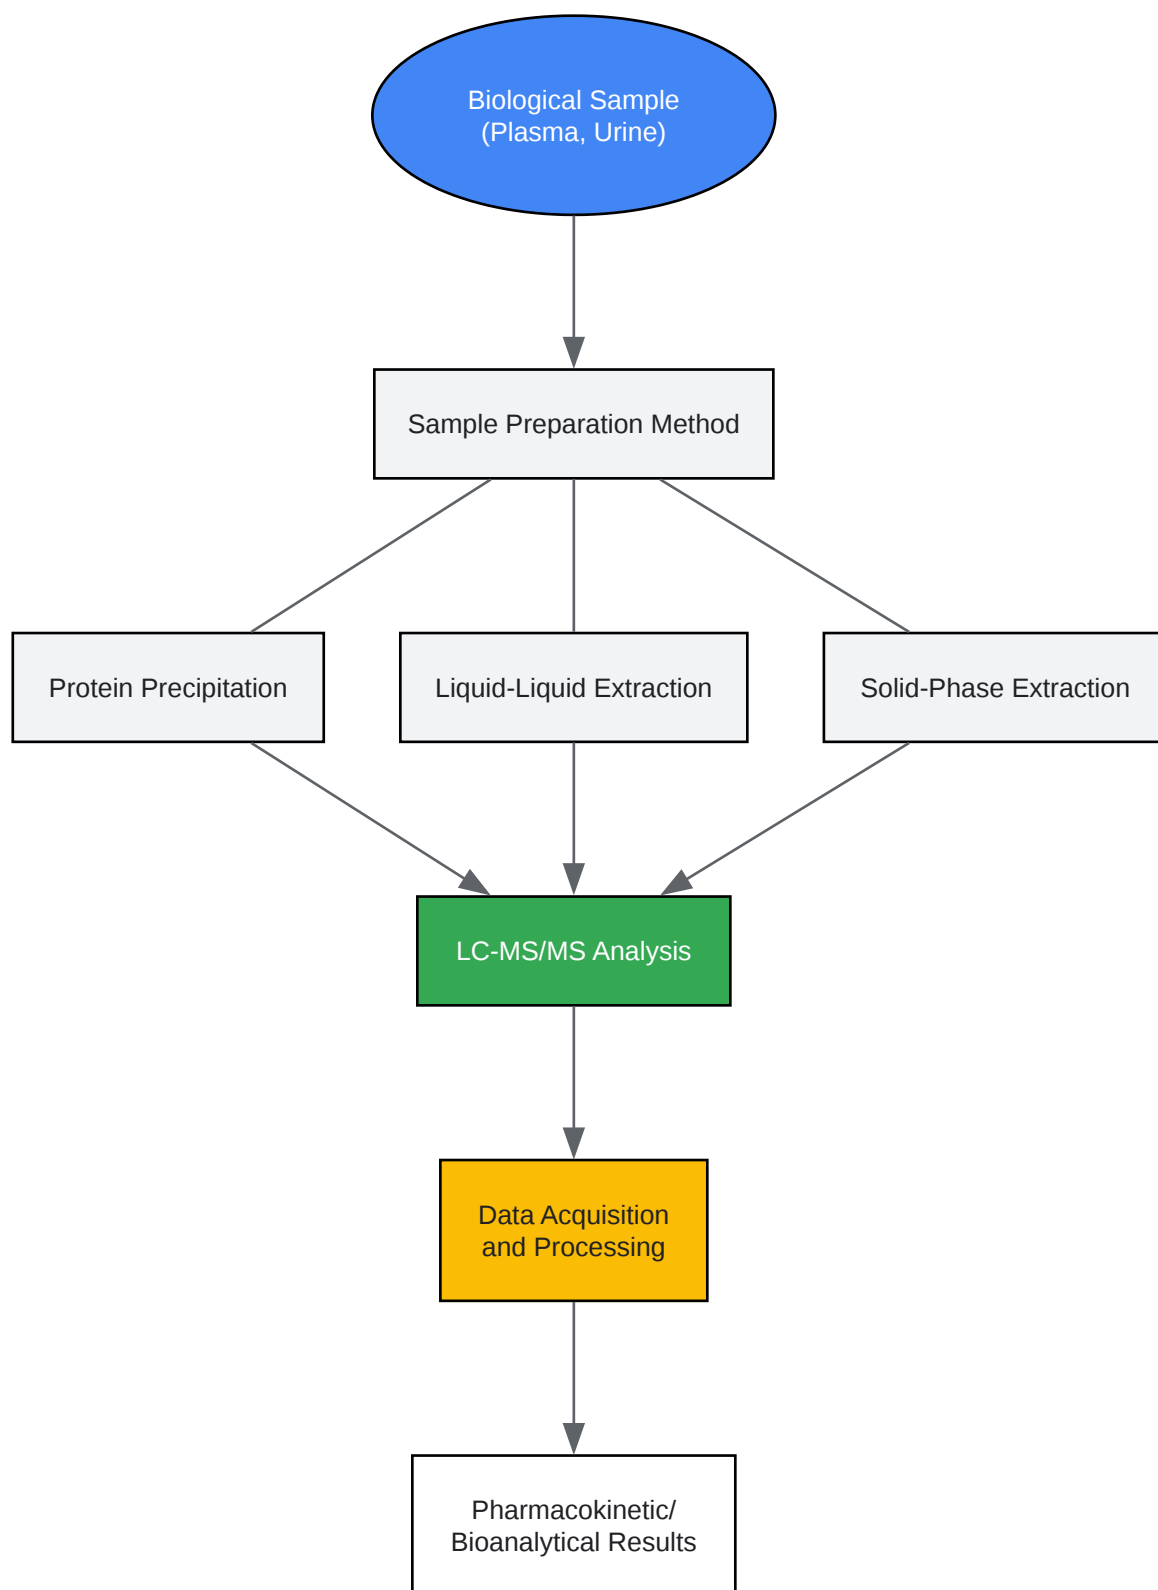 Biological Sample
(Plasma, Urine)
Sample Preparation Method
Protein Precipitation
Liquid-Liquid Extraction
Solid-Phase Extraction
LC-MS/MS Analysis
Data Acquisition
and Processing
Pharmacokinetic/
Bioanalytical Results